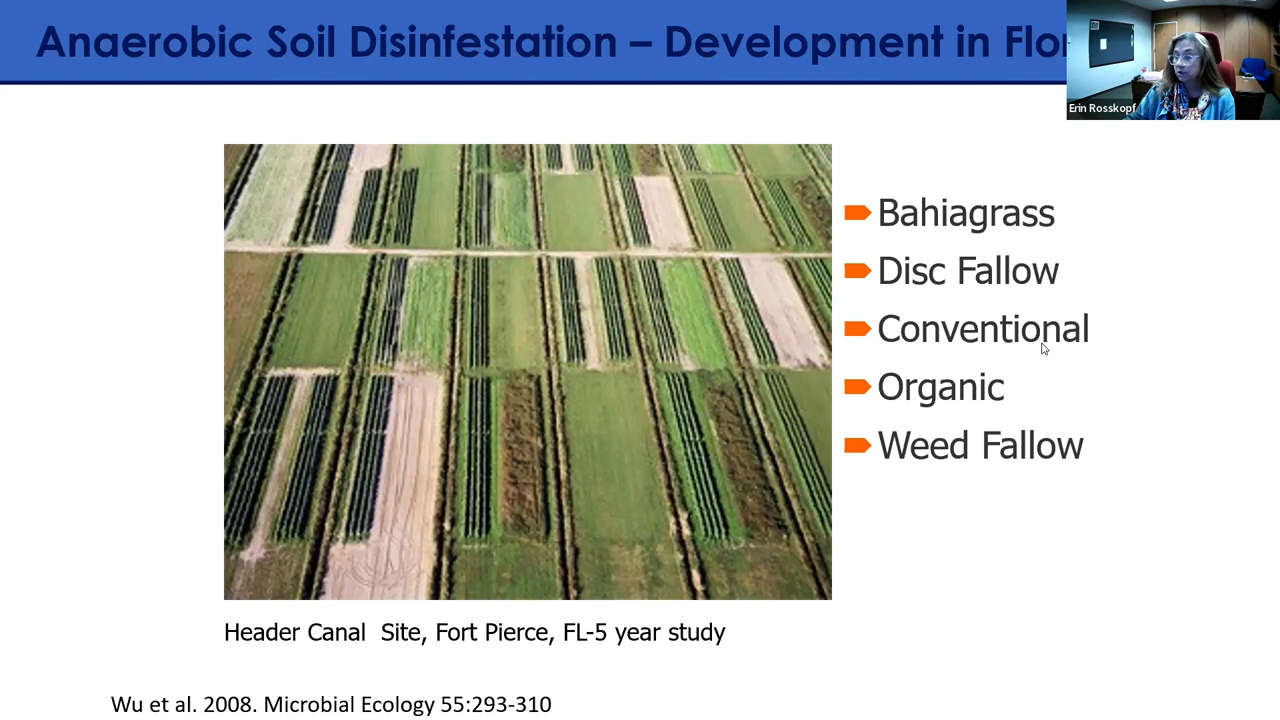 Anaerobic Soil Disinfestation – Development in Flo
Erin Rosskopf
Bahiagrass
Disc Fallow
Conventional
Organic
Weed Fallow
Header Canal Site, Fort Pierce, FL-5 year study
Wu et al. 2008. Microbial Ecology 55:293-310